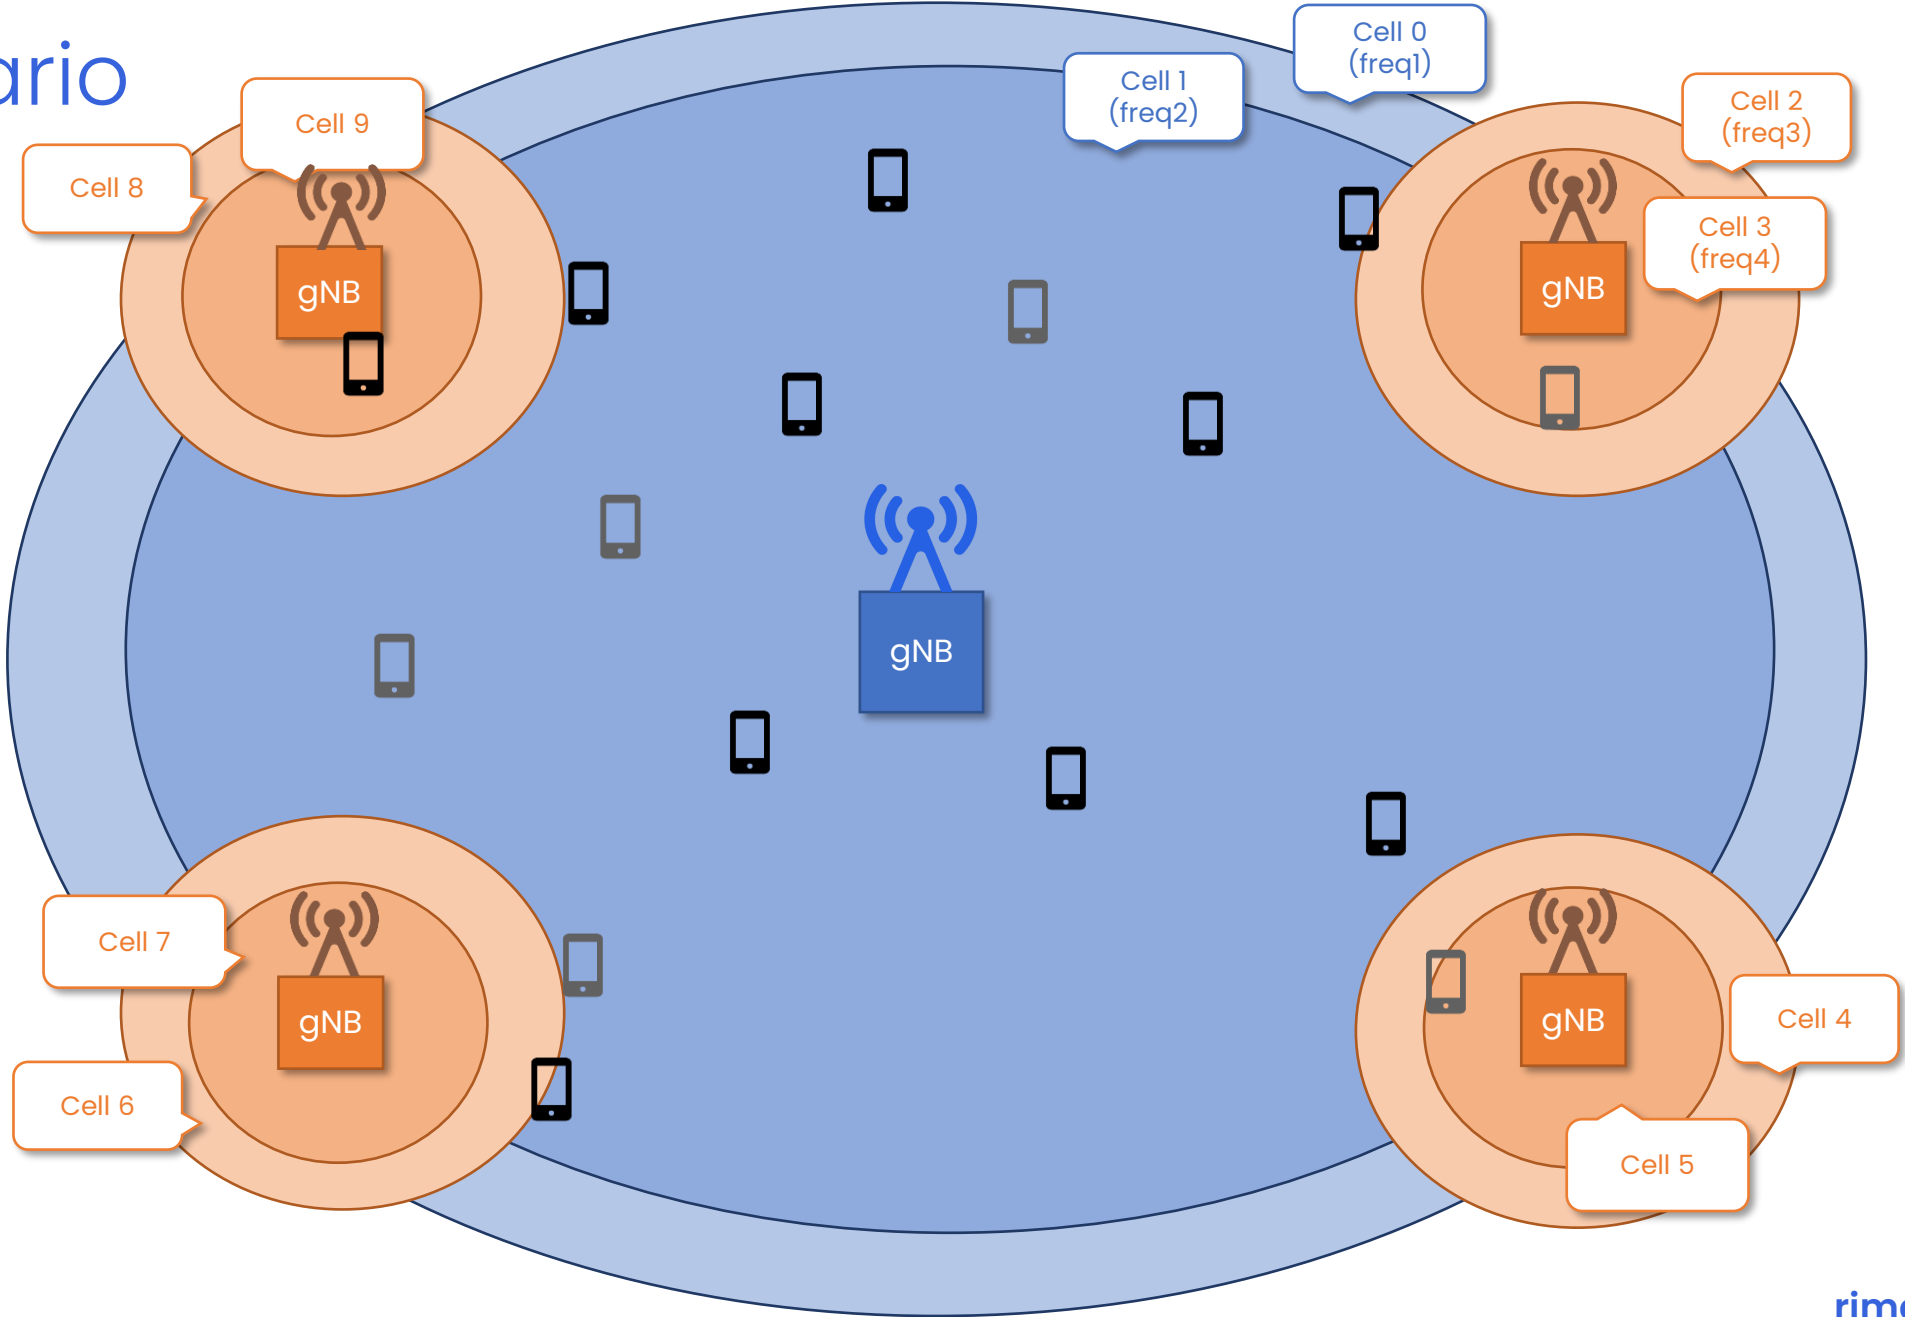 ario
Cell 0
(freq1)
Cell 1
(freq2)
Cell 2
(freq3)
Cell 9
Cell 8
Cell 3
(freq4)
gNB
gNB
gNB
Cell 7
gNB
gNB
Cell 4
Cell 6
Cell 5
rim